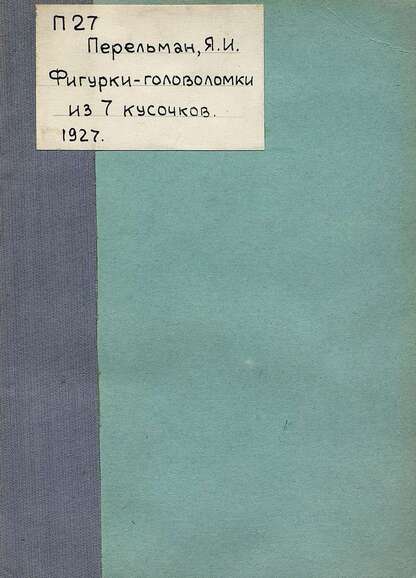 П 27
Перельман, Я.И.
Фигурки-головоломки
из 7 кусочков.
1927.